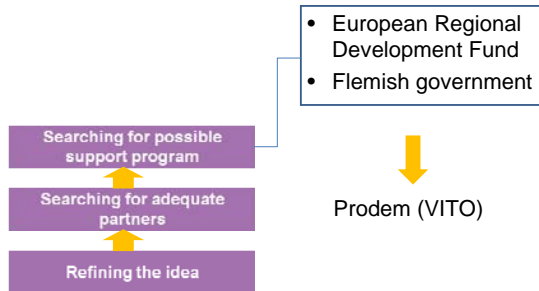 • European Regional
Development Fund
• Flemish government
Searching for possible
support program
Searching for adequate
partners
Prodem (VITO)
Refining the idea